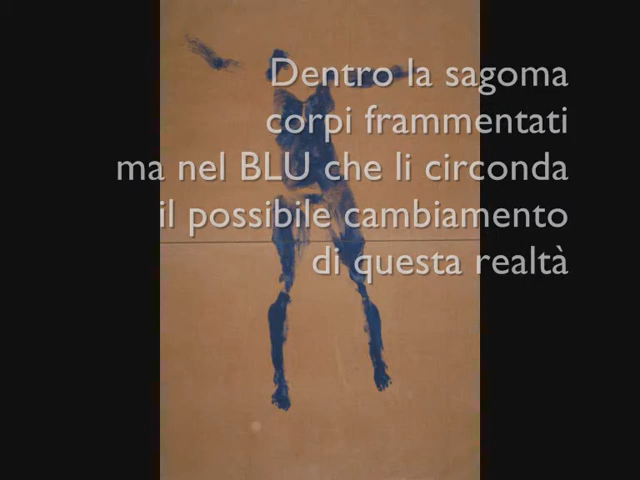 Dentro la sagoma
corpi frammentati
ma nel BLU che li circonda
il possibile cambiamento
di questa realtà